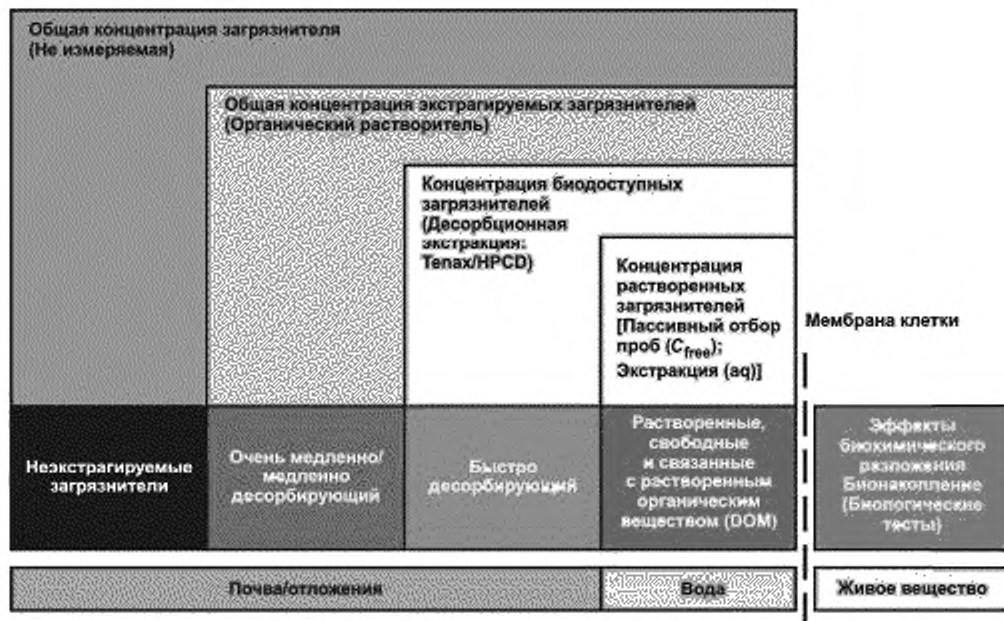 Общая концентрация загрязнителя
(Не измеряемая)
Общая концентрация экстрагируемых загрязнителей
(Органический растворитель)
Концентрация биодоступных
загрязнителей
(Десорбционная
экстракция:
Tenax/HPCD)
Концентрация
растворенных
загрязнителей
[Пассивный отбор
проб (Cfree);
Экстракция (aq)]
Мембрана клетки
Неэкстрагируемые
загрязнители
Очень медленно/
медленно
десорбирующий
Быстро
десорбирующий
Растворенные,
свободные
и связанные
с растворенным
органическим
веществом (DOM)
Эффекты
биохимического
разложения
Бионакопление
(Биологические
тесты)
Почва/отложения
Вода
Живое вещество